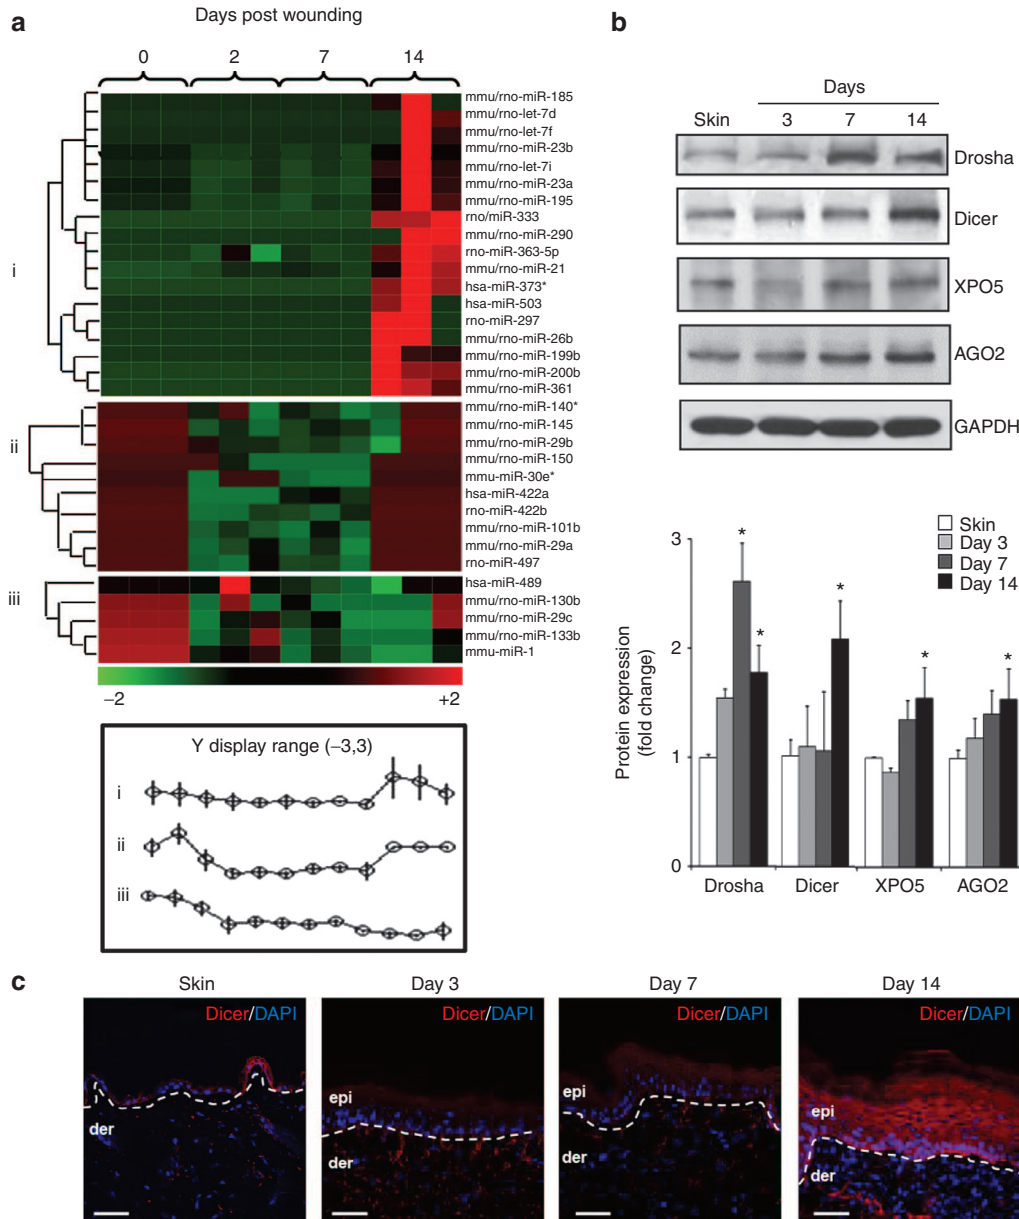 a
Days post wounding
0 2 7 14
mmu/rno-miR-185
mmu/rno-let-7d
mmu/rno-let-7f
mmu/rno-miR-23b
mmu/rno-let-7i
mmu/rno-miR-23a
mmu/rno-miR-195
rno/miR-333
mmu/rno-miR-290
rno-miR-363-5p
mmu/rno-miR-21
hsa-miR-373*
hsa-miR-503
rno-miR-297
mmu/rno-miR-26b
mmu/rno-miR-199b
mmu/rno-miR-200b
mmu/rno-miR-361
i
mmu/rno-miR-140*
mmu/rno-miR-145
mmu/rno-miR-29b
mmu/rno-miR-150
mmu-miR-30e*
hsa-miR-422a
rno-miR-422b
mmu/rno-miR-101b
mmu/rno-miR-29a
rno-miR-497
ii
hsa-miR-489
mmu/rno-miR-130b
mmu/rno-miR-29c
mmu/rno-miR-133b
mmu-miR-1
iii
−2 +2
Y display range (−3,3)
i
ii
iii
b
Days
Skin 3 7 14
Drosha
Dicer
XPO5
AGO2
GAPDH
Skin
Day 3
Day 7
Day 14
Protein expression
(fold change)
3
2
1
0
* * * * *
Drosha Dicer XPO5 AGO2
c
Skin Day 3 Day 7 Day 14
Dicer/DAPI Dicer/DAPI Dicer/DAPI Dicer/DAPI
epi epi epi
der der der der